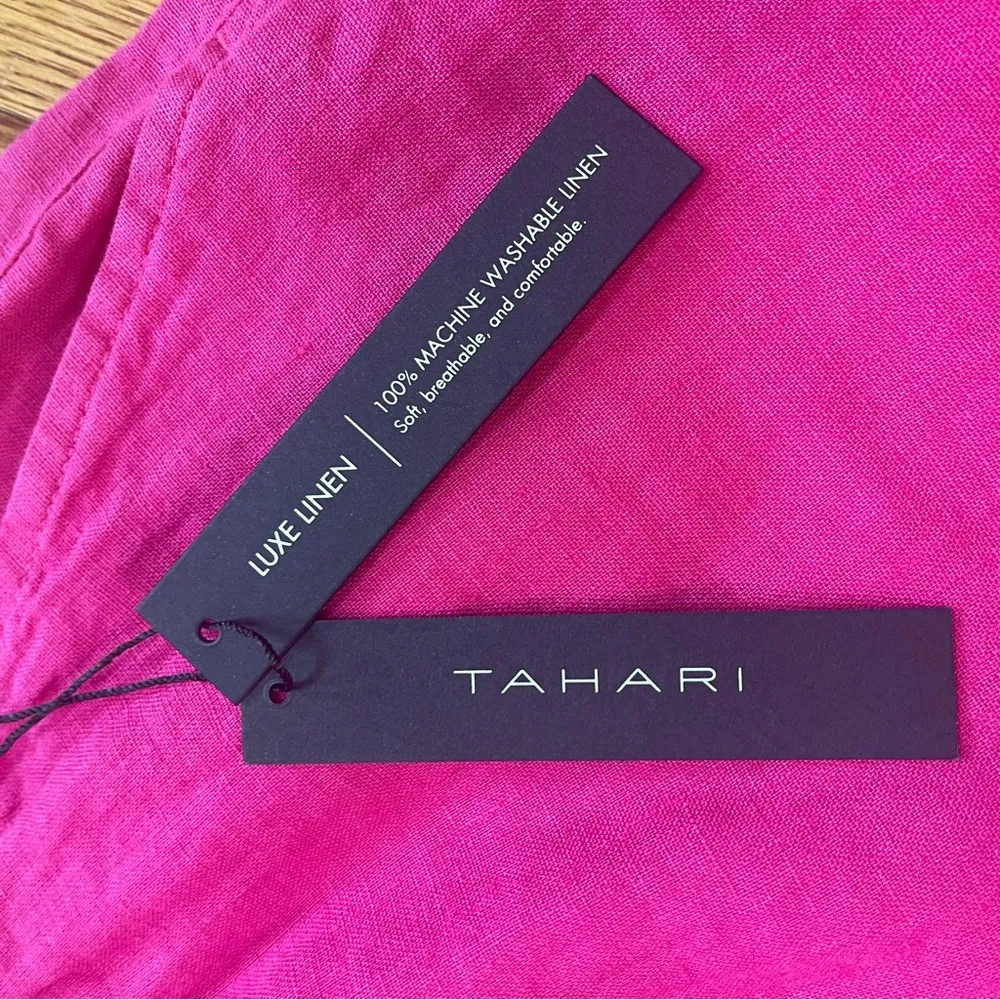 LUXE LINEN
100% MACHINE WASHABLE LINEN
Soft, breathable, and comfortable.
TAHARI